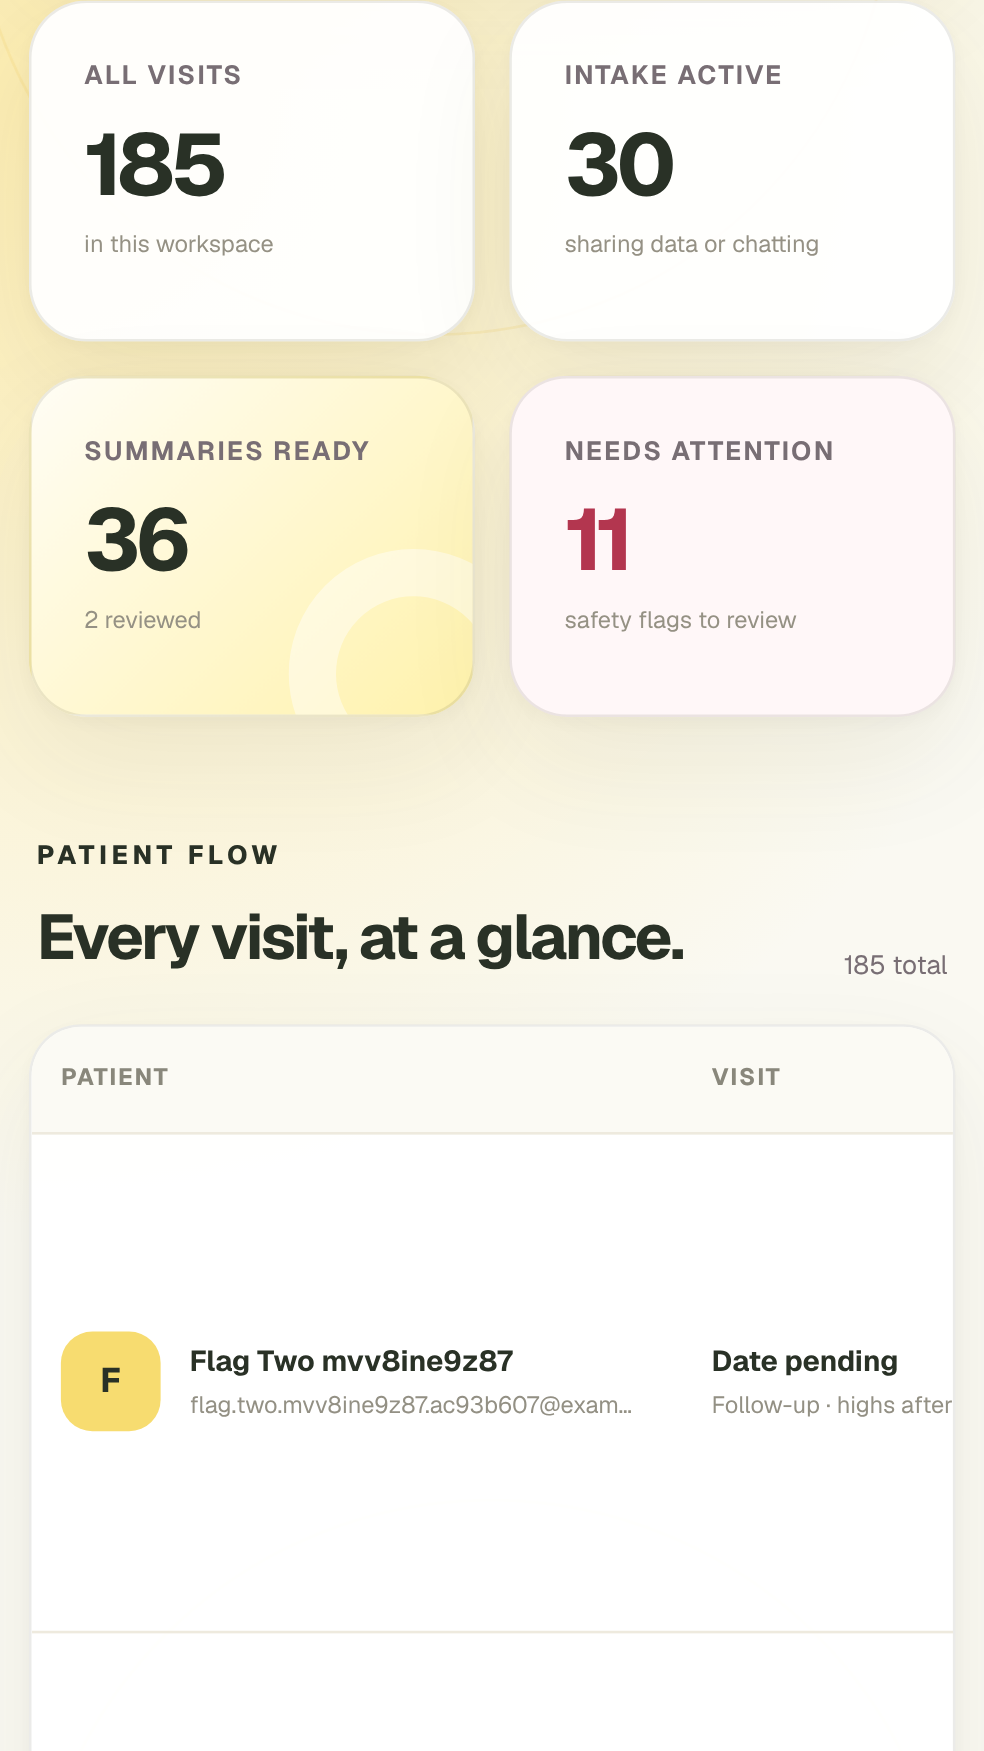 ALL VISITS
185
in this workspace
INTAKE ACTIVE
30
sharing data or chatting
SUMMARIES READY
36
2 reviewed
NEEDS ATTENTION
11
safety flags to review
PATIENT FLOW
Every visit, at a glance.
185 total
PATIENT
VISIT
F
Flag Two mvv8ine9z87
flag.two.mvv8ine9z87.ac93b607@exam...
Date pending
Follow-up · highs after